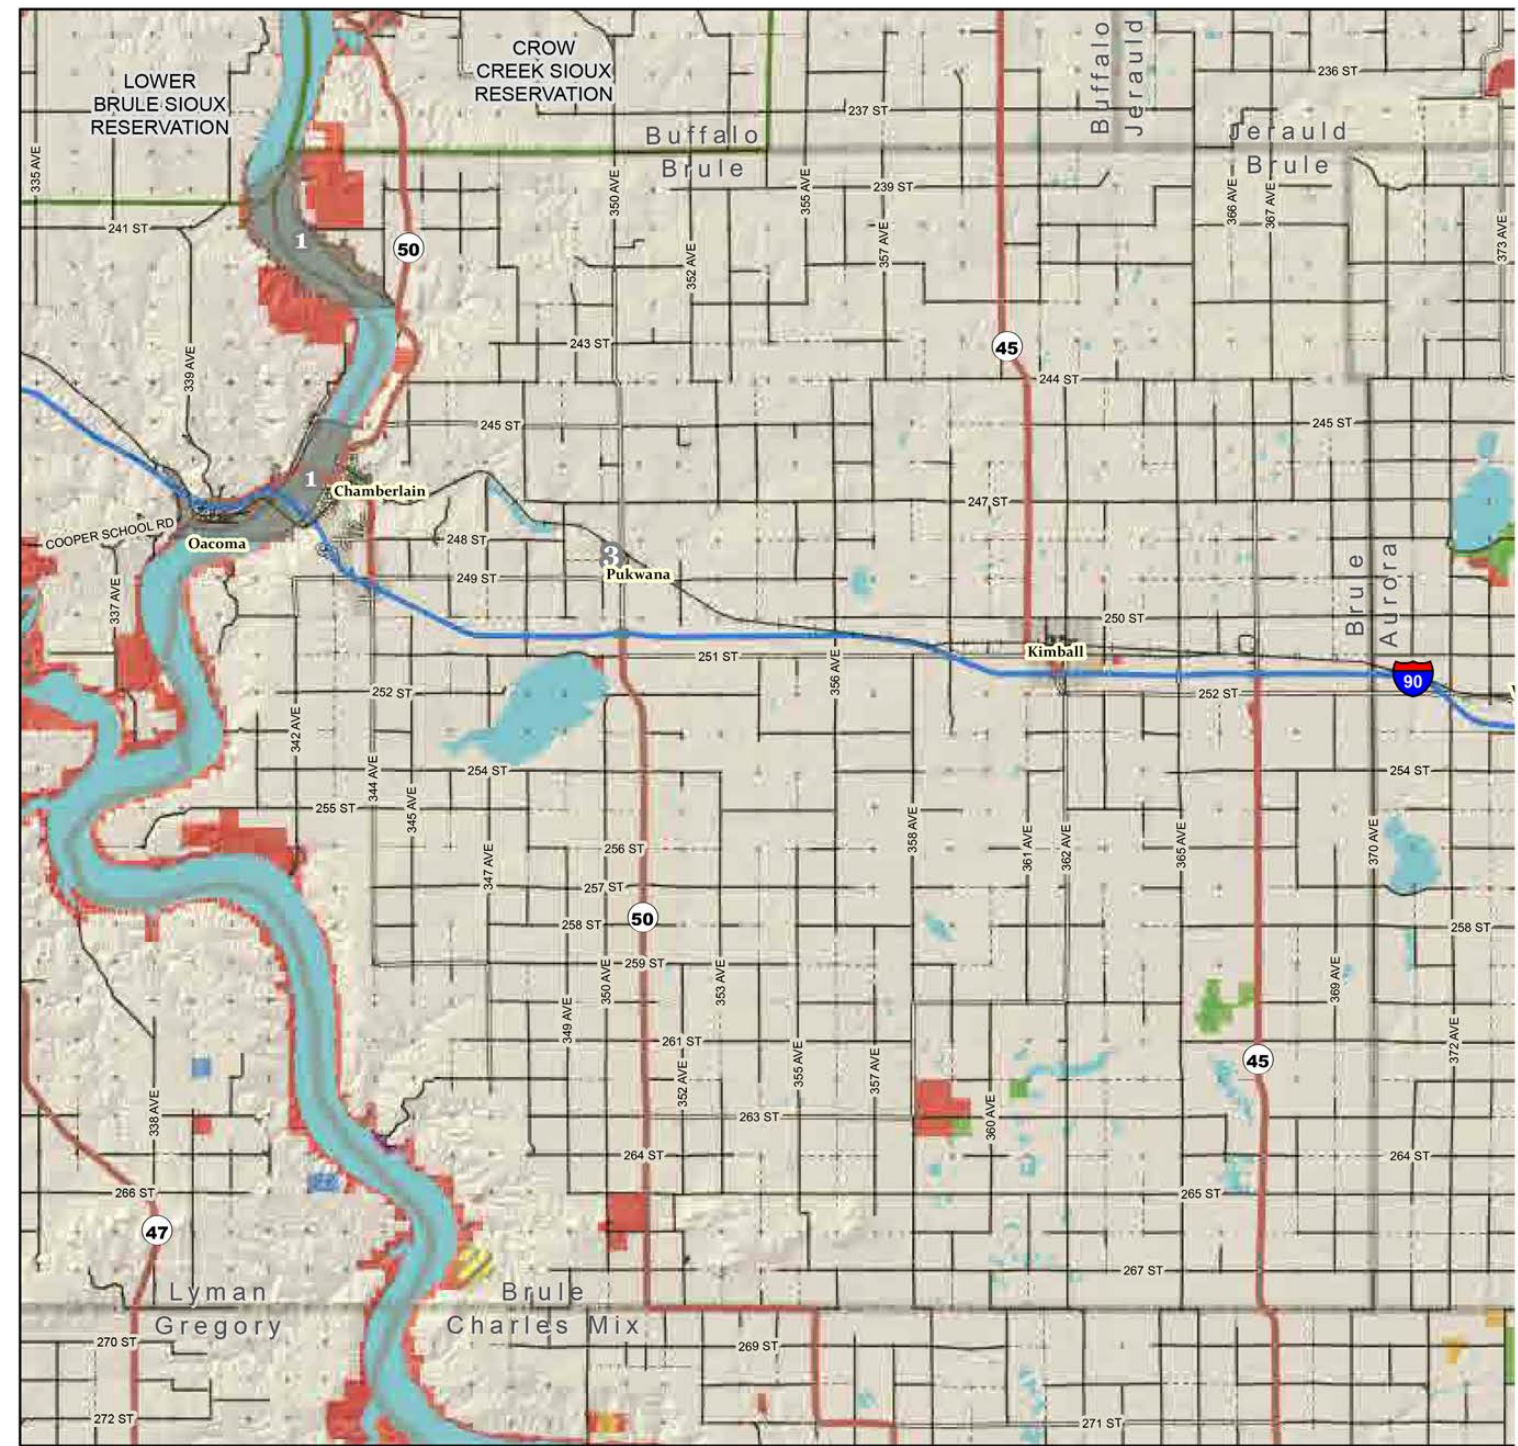 CROW
CREEK SIOUX
RESERVATION
LOWER
BRULE SIOUX
RESERVATION
Buffalo
Jerauld
236 ST
237 ST
Buffalo
Brule
Jerauld
Brule
335 AVE
350 AVE
355 AVE
239 ST
366 AVE
367 AVE
373 AVE
241 ST
1
50
352 AVE
357 AVE
243 ST
45
339 AVE
244 ST
245 ST
245 ST
1
Chamberlain
247 ST
COOPER SCHOOL RD
Oacoma
248 ST
3
Pukwana
249 ST
337 AVE
Brule
Aurora
250 ST
251 ST
356 AVE
Kimball
90
252 ST
252 ST
342 AVE
254 ST
254 ST
344 AVE
345 AVE
255 ST
358 AVE
361 AVE
362 AVE
365 AVE
370 AVE
256 ST
347 AVE
257 ST
50
258 ST
258 ST
259 ST
350 AVE
353 AVE
369 AVE
349 AVE
261 ST
372 AVE
45
352 AVE
355 AVE
357 AVE
338 AVE
263 ST
360 AVE
264 ST
264 ST
266 ST
265 ST
47
267 ST
Lyman
Gregory
Brule
Charles Mix
270 ST
269 ST
272 ST
271 ST